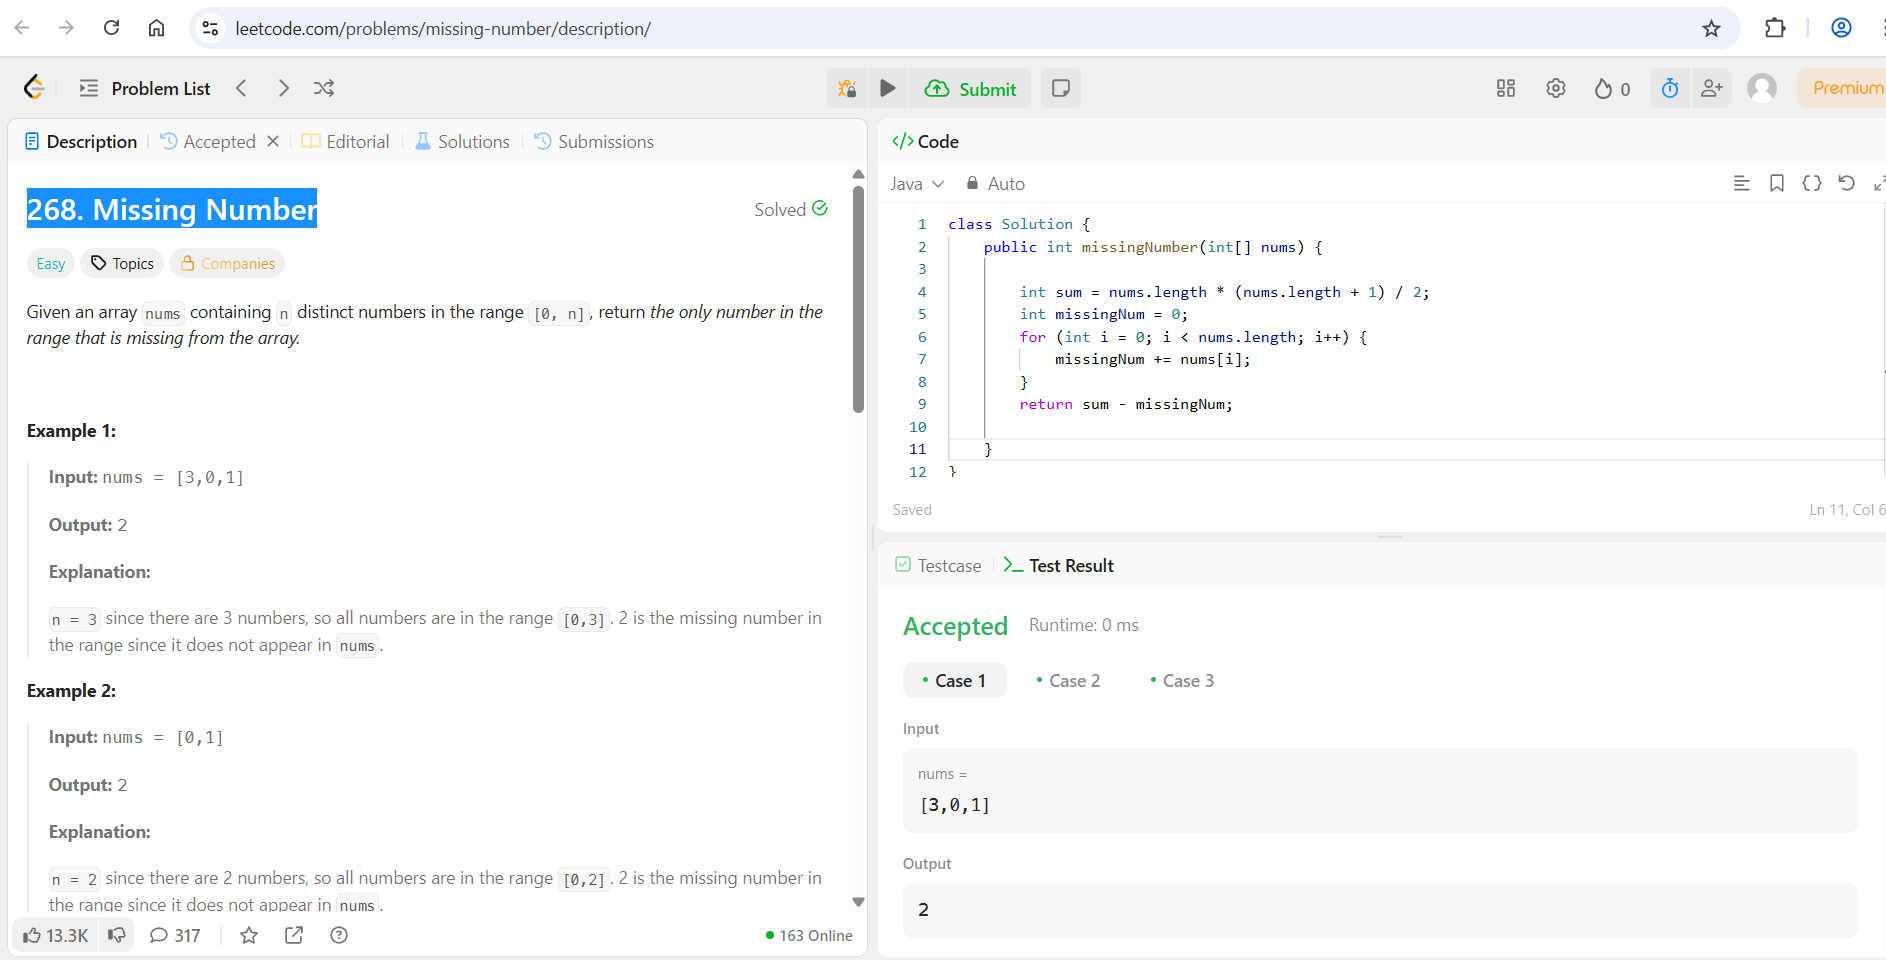 leetcode.com/problems/missing-number/description/
Problem List
Submit
0
Premium
Description
Accepted
Editorial
Solutions
Submissions
268. Missing Number
Solved
Easy
Topics
Companies
Given an array nums containing n distinct numbers in the range [0, n], return the only number in the
range that is missing from the array.
Example 1:
Input: nums = [3,0,1]
Output: 2
Explanation:
n = 3 since there are 3 numbers, so all numbers are in the range [0,3]. 2 is the missing number in
the range since it does not appear in nums.
Example 2:
Input: nums = [0,1]
Output: 2
Explanation:
n = 2 since there are 2 numbers, so all numbers are in the range [0,2]. 2 is the missing number in
the range since it does not appear in nums.
13.3K
317
163 Online
</> Code
Java
Auto
1 class Solution {
2 public int missingNumber(int[] nums) {
3
4 int sum = nums.length * (nums.length + 1) / 2;
5 int missingNum = 0;
6 for (int i = 0; i < nums.length; i++) {
7 missingNum += nums[i];
8 }
9 return sum - missingNum;
10
11 }
12 }
Saved
Ln 11, Col 6
Testcase
Test Result
Accepted
Runtime: 0 ms
Case 1
Case 2
Case 3
Input
nums =
[3,0,1]
Output
2